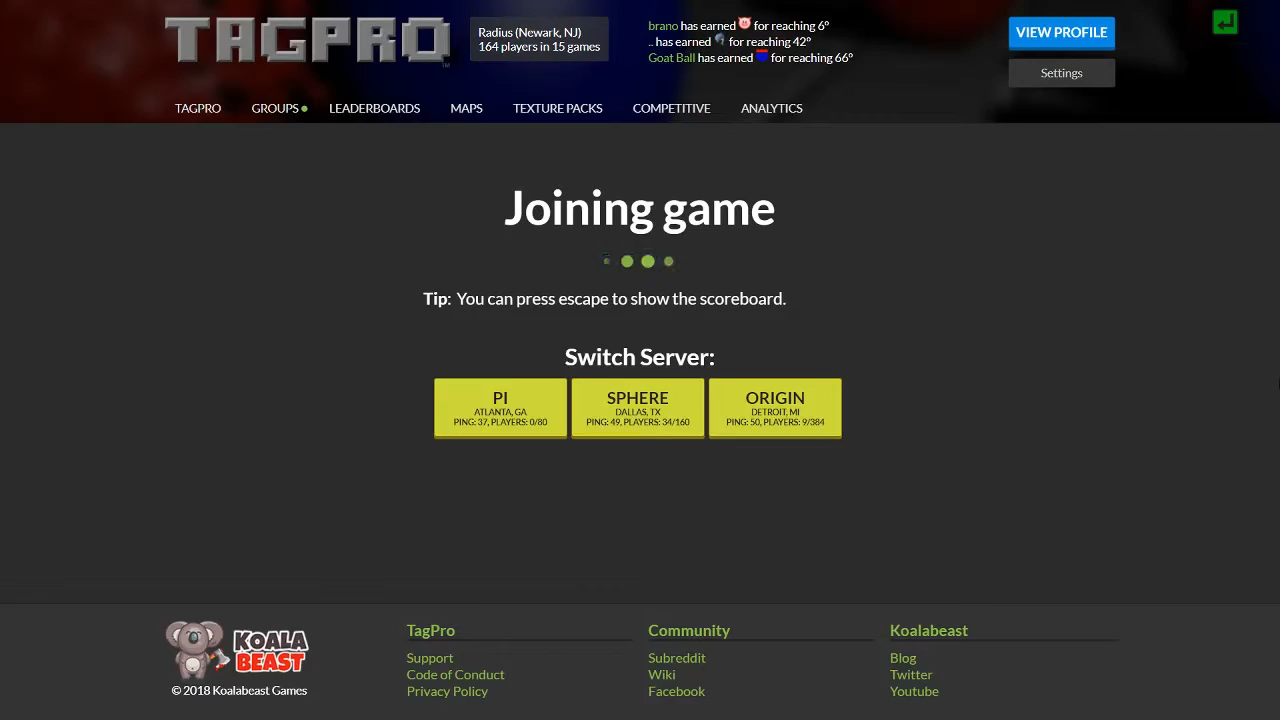 TAGPRO
TM
Radius (Newark, NJ)
164 players in 15 games
brano has earned for reaching 6°
.. has earned for reaching 42°
Goat Ball has earned for reaching 66°
VIEW PROFILE
Settings
TAGPRO GROUPS LEADERBOARDS MAPS TEXTURE PACKS COMPETITIVE ANALYTICS
Joining game
Tip: You can press escape to show the scoreboard.
Switch Server:
PI
ATLANTA, GA
PING: 37, PLAYERS: 0/80
SPHERE
DALLAS, TX
PING: 49, PLAYERS: 34/160
ORIGIN
DETROIT, MI
PING: 50, PLAYERS: 9/384
KOALA
BEAST
© 2018 Koalabeast Games
TagPro
Support
Code of Conduct
Privacy Policy
Community
Subreddit
Wiki
Facebook
Koalabeast
Blog
Twitter
Youtube